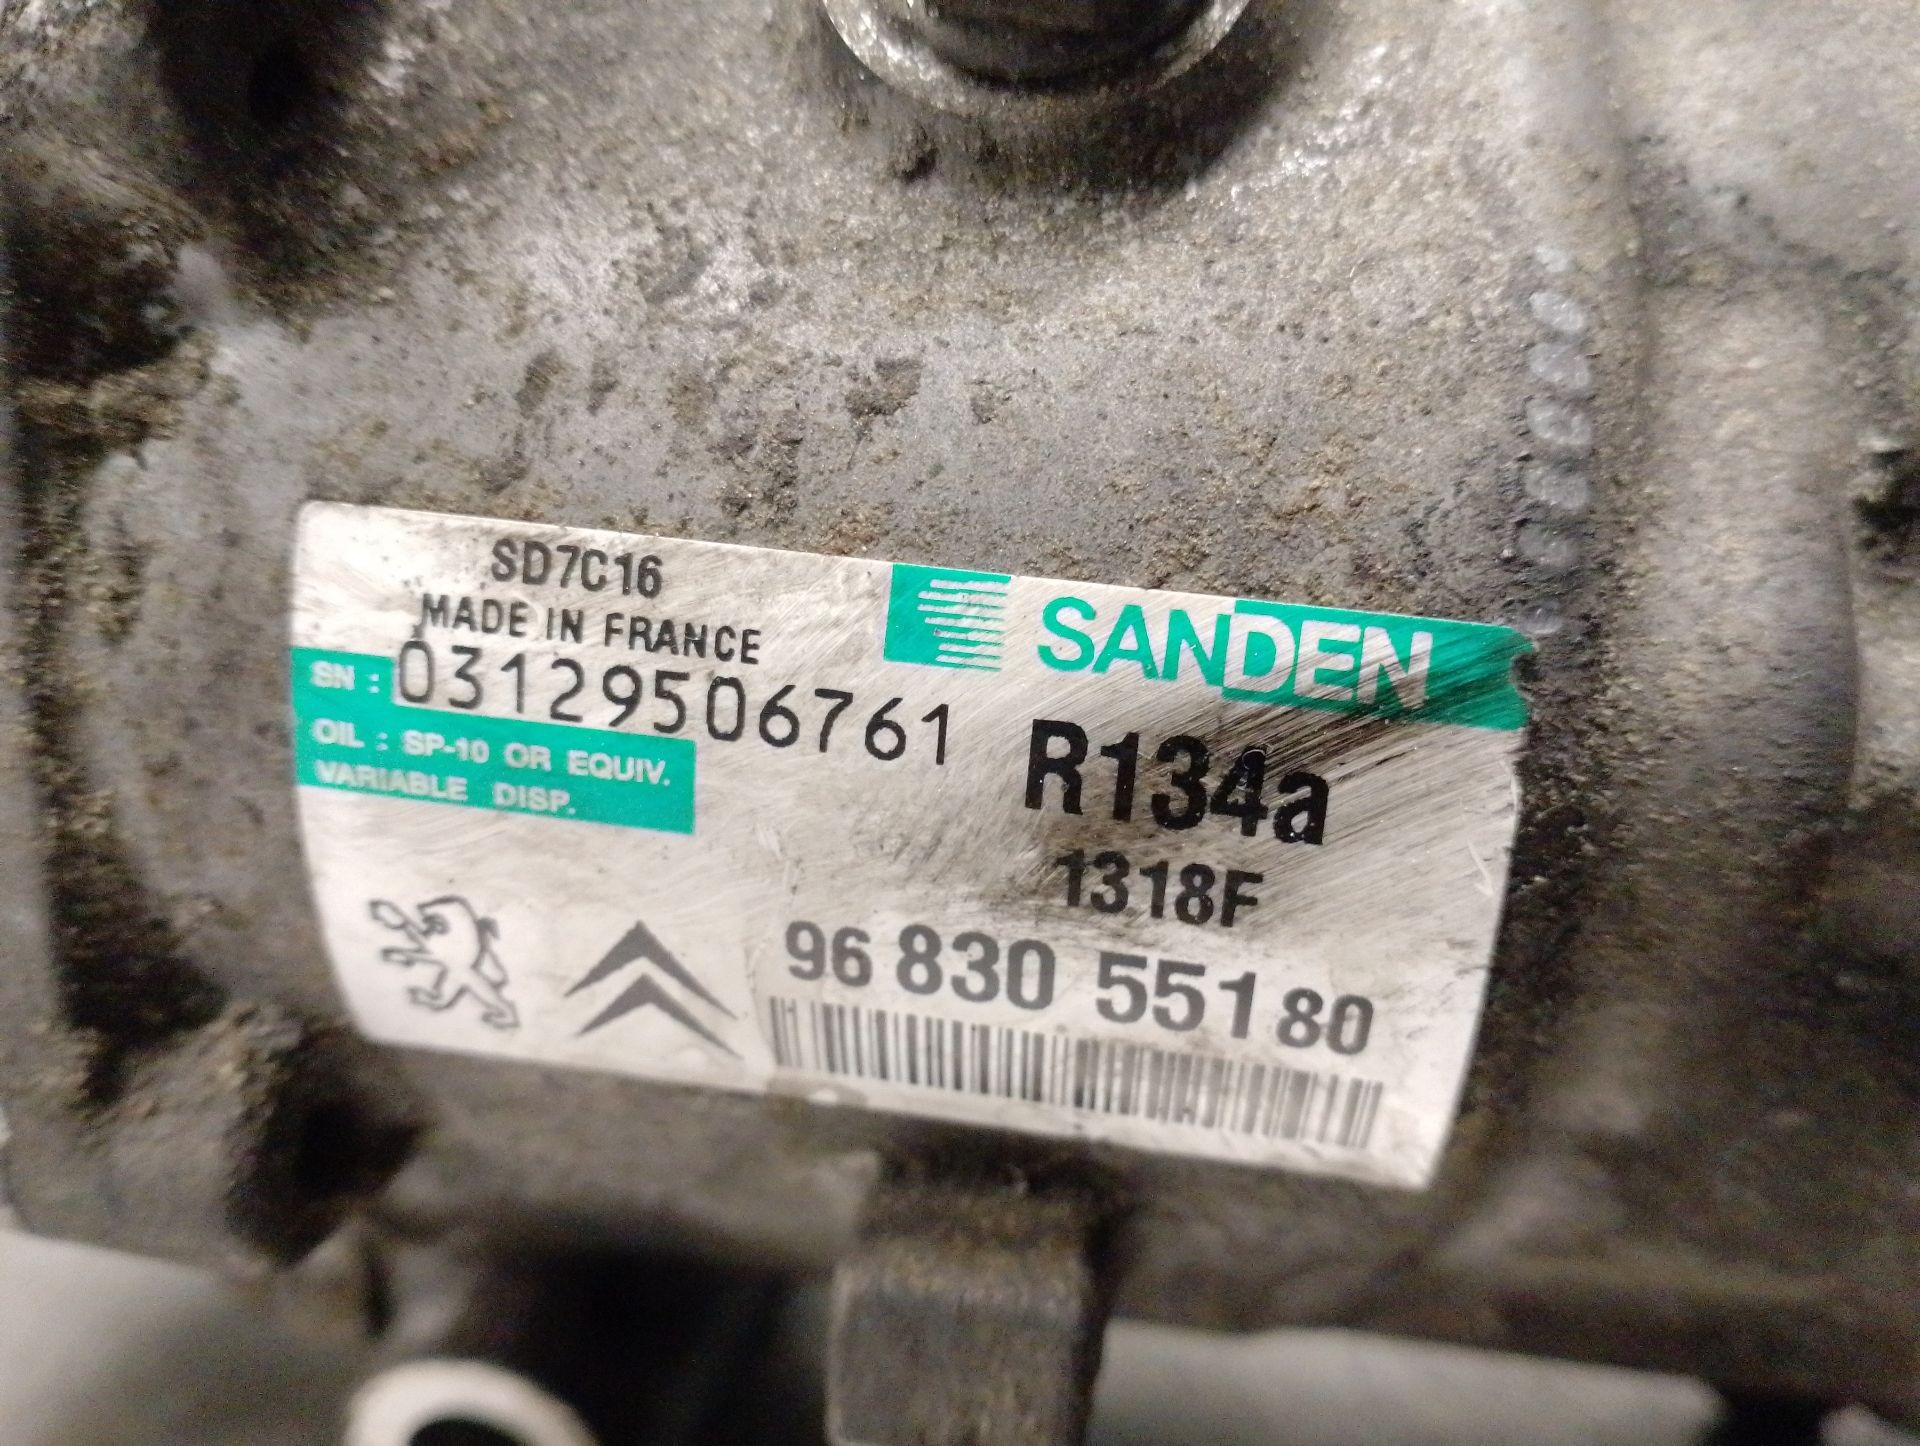 SD7C16
MADE IN FRANCE
SN : 03129506761
OIL : SP-10 OR EQUIV.
VARIABLE DISP.
SANDEN
R134a
1318F
96 830 551 80